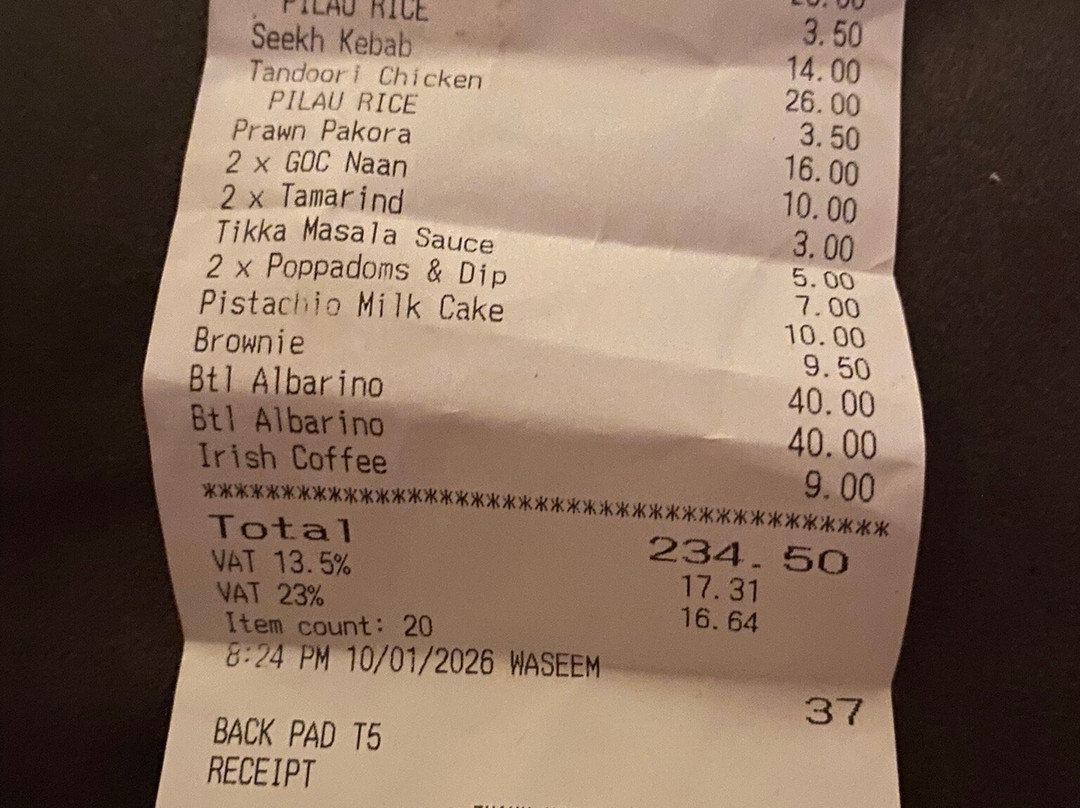 PILAU RICE 3.50
Seekh Kebab 14.00
Tandoori Chicken 26.00
PILAU RICE 3.50
Prawn Pakora 16.00
2 x GOC Naan 10.00
2 x Tamarind 3.00
Tikka Masala Sauce 5.00
2 x Poppadoms & Dip 7.00
Pistachio Milk Cake 10.00
Brownie 9.50
Btl Albarino 40.00
Btl Albarino 40.00
Irish Coffee 9.00
******************************************
Total 234.50
VAT 13.5% 17.31
VAT 23% 16.64
Item count: 20
8:24 PM 10/01/2026 WASEEM
37
BACK PAD T5
RECEIPT